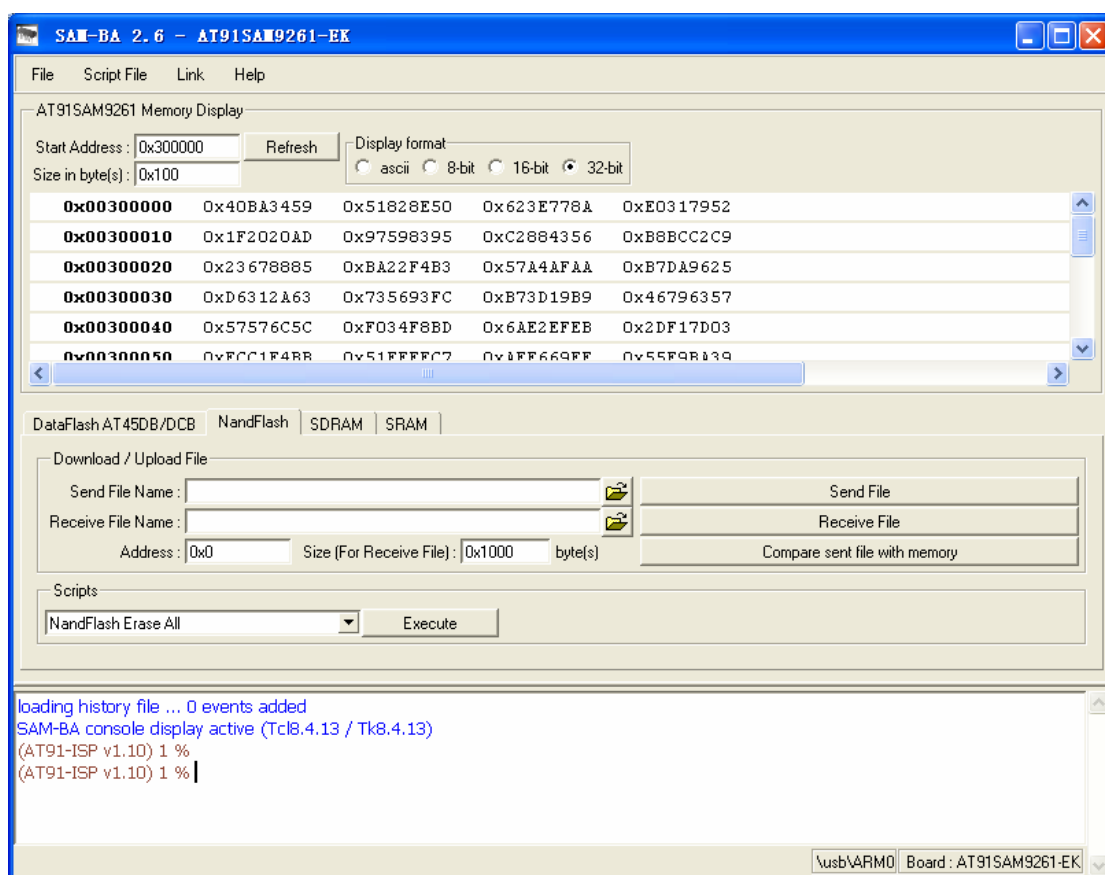 SAM-BA 2.6 - AT91SAM9261-EK
File Script File Link Help
AT91SAM9261 Memory Display
Start Address : 0x300000 Refresh Display format
Size in byte(s) : 0x100 ascii 8-bit 16-bit 32-bit
0x00300000 0x40BA3459 0x51828E50 0x623E778A 0xE0317952
0x00300010 0x1F2020AD 0x97598395 0xC2884356 0xB8BCC2C9
0x00300020 0x23678885 0xBA22F4B3 0x57A4AFAA 0xB7DA9625
0x00300030 0xD6312A63 0x735693FC 0xB73D19B9 0x46796357
0x00300040 0x57576C5C 0xF034F8BD 0x6AE2EFEB 0x2DF17D03
0x00300050
DataFlash AT45DB/DCB NandFlash SDRAM SRAM
Download / Upload File
Send File Name : Send File
Receive File Name : Receive File
Address : 0x0 Size (For Receive File) : 0x1000 byte(s) Compare sent file with memory
Scripts
NandFlash Erase All Execute
loading history file ... 0 events added
SAM-BA console display active (Tcl8.4.13 / Tk8.4.13)
(AT91-ISP v1.10) 1 %
(AT91-ISP v1.10) 1 %
\usb\ARM0 Board : AT91SAM9261-EK